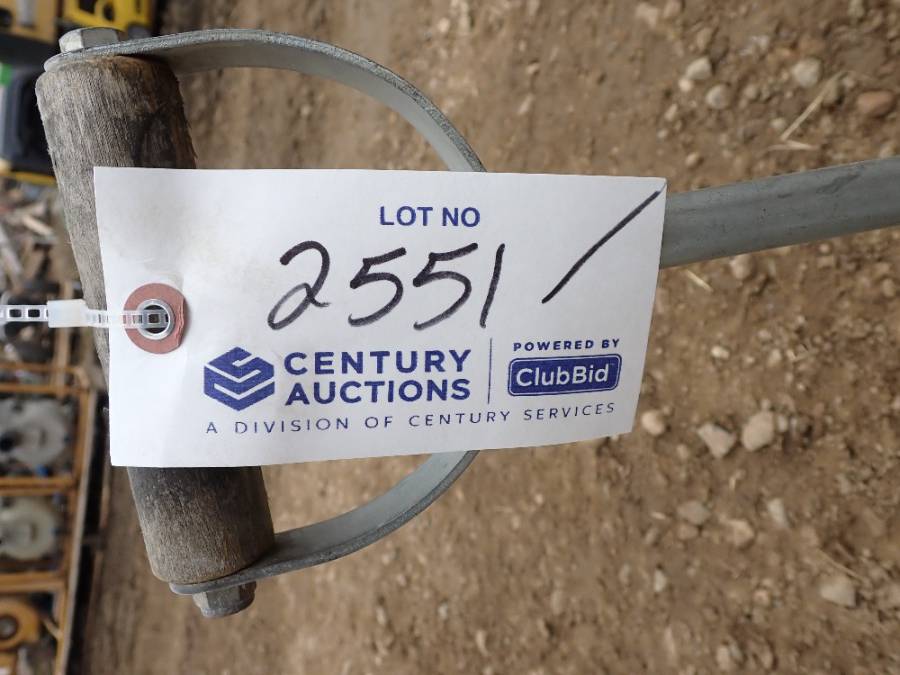 LOT NO
2551 /
CENTURY AUCTIONS
POWERED BY
ClubBid
A DIVISION OF CENTURY SERVICES